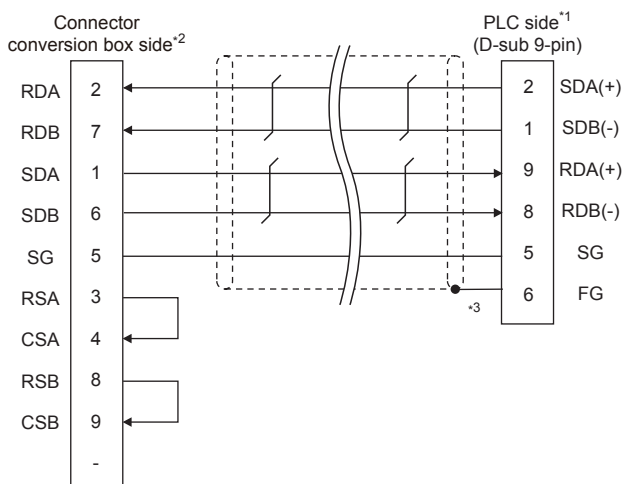 Connector
conversion box side*2
PLC side*1
(D-sub 9-pin)
RDA 2 2 SDA(+)
RDB 7 1 SDB(-)
SDA 1 9 RDA(+)
SDB 6 8 RDB(-)
SG 5 5 SG
RSA 3 6 FG
*3
CSA 4
RSB 8
CSB 9
-